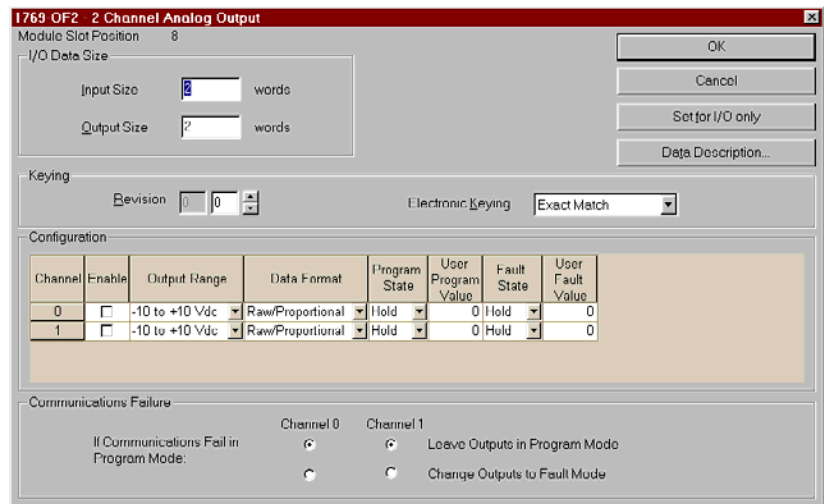 1769-OF2 - 2 Channel Analog Output
Module Slot Position 8
I/O Data Size
Input Size 2 words
Output Size 2 words
OK
Cancel
Set for I/O only
Data Description...
Keying
Revision 0 0
Electronic Keying Exact Match
Configuration
Channel Enable Output Range Data Format Program State User Program Value Fault State User Fault Value
0 -10 to +10 Vdc Raw/Proportional Hold 0 Hold 0
1 -10 to +10 Vdc Raw/Proportional Hold 0 Hold 0
Communications Failure
Channel 0 Channel 1
If Communications Fail in Program Mode:
Leave Outputs in Program Mode
Change Outputs to Fault Mode